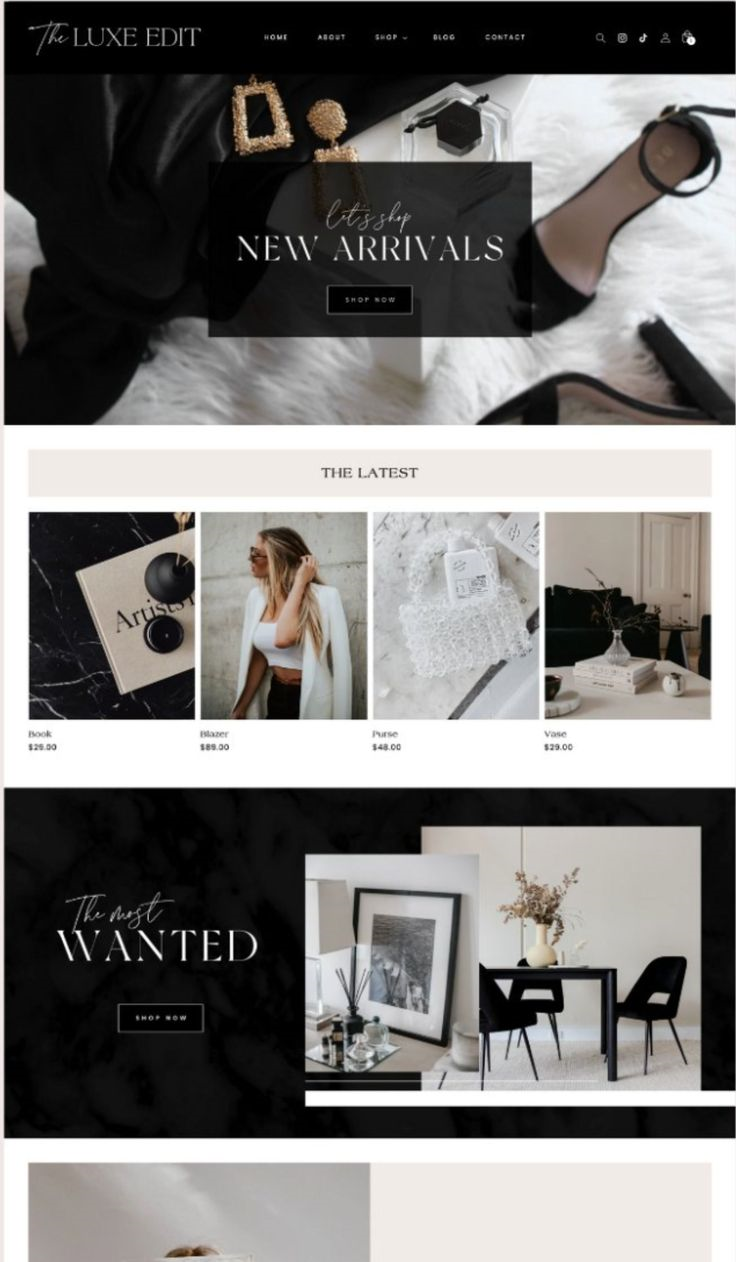 The LUXE EDIT
HOME ABOUT SHOP BLOG CONTACT
let's shop
NEW ARRIVALS
SHOP NOW
THE LATEST
Artists
Book
$25.00
Blazer
$89.00
Purse
$48.00
Vase
$29.00
The most
WANTED
SHOP NOW